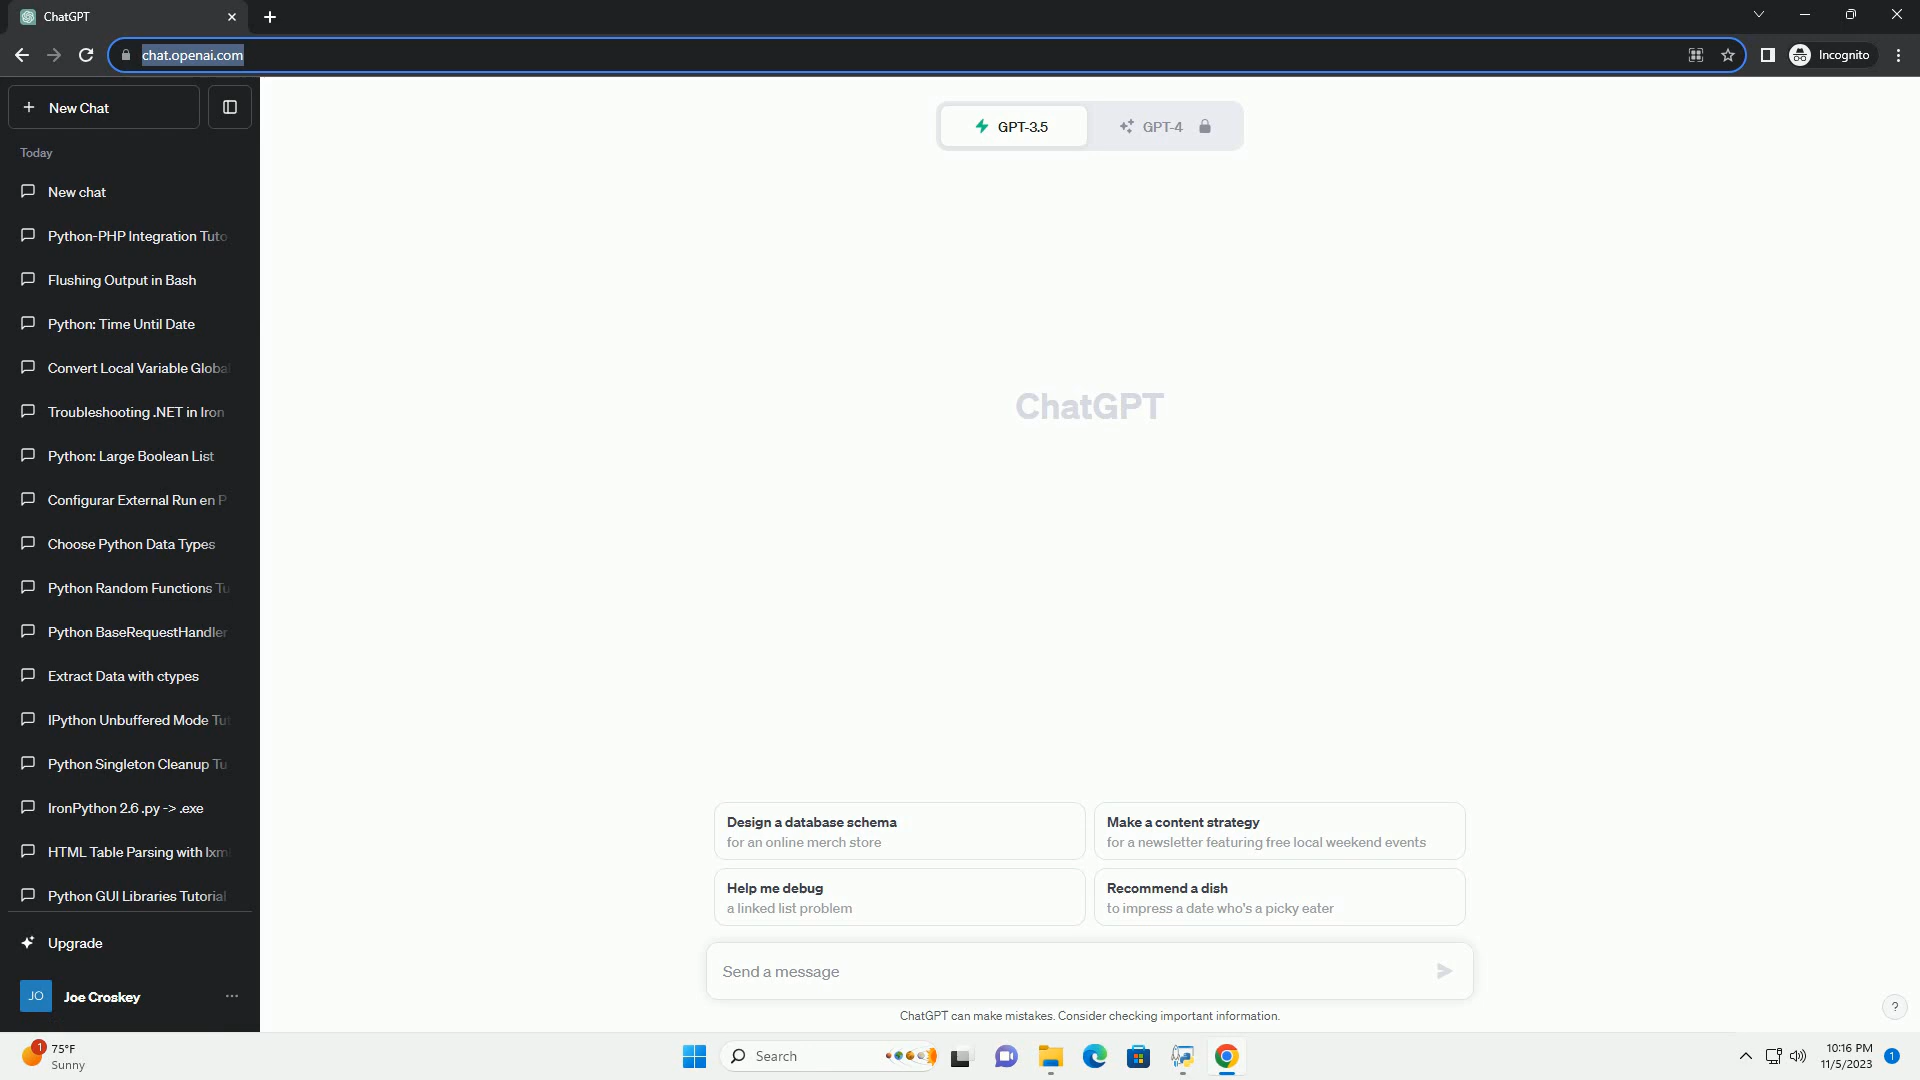 ChatGPT
chat.openai.com
Incognito
New Chat
GPT-3.5
GPT-4
Today
New chat
Python-PHP Integration Tuto
Flushing Output in Bash
Python: Time Until Date
Convert Local Variable Globa
Troubleshooting .NET in Iron
Python: Large Boolean List
Configurar External Run en P
Choose Python Data Types
Python Random Functions Tu
Python BaseRequestHandler
Extract Data with ctypes
IPython Unbuffered Mode Tut
Python Singleton Cleanup Tu
IronPython 2.6 .py -> .exe
HTML Table Parsing with lxml
Python GUI Libraries Tutorial
Upgrade
JO
Joe Croskey
ChatGPT
Design a database schema
for an online merch store
Make a content strategy
for a newsletter featuring free local weekend events
Help me debug
a linked list problem
Recommend a dish
to impress a date who's a picky eater
Send a message
ChatGPT can make mistakes. Consider checking important information.
?
1
75°F
Sunny
Search
10:16 PM
11/5/2023
1